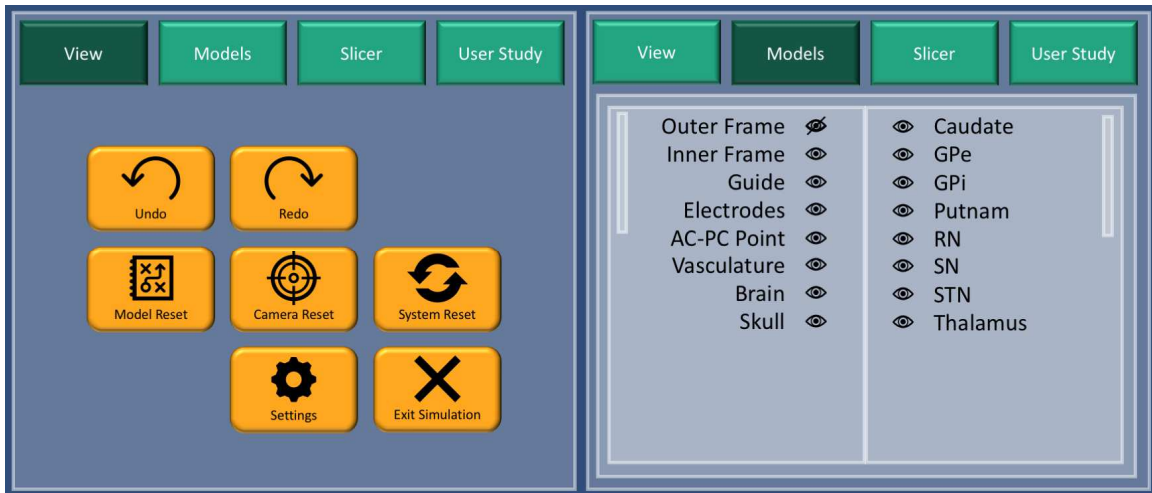 View Models Slicer User Study
Undo Redo
Model Reset Camera Reset System Reset
Settings Exit Simulation
View Models Slicer User Study
Outer Frame
Inner Frame
Guide
Electrodes
AC-PC Point
Vasculature
Brain
Skull
Caudate
GPe
GPi
Putnam
RN
SN
STN
Thalamus